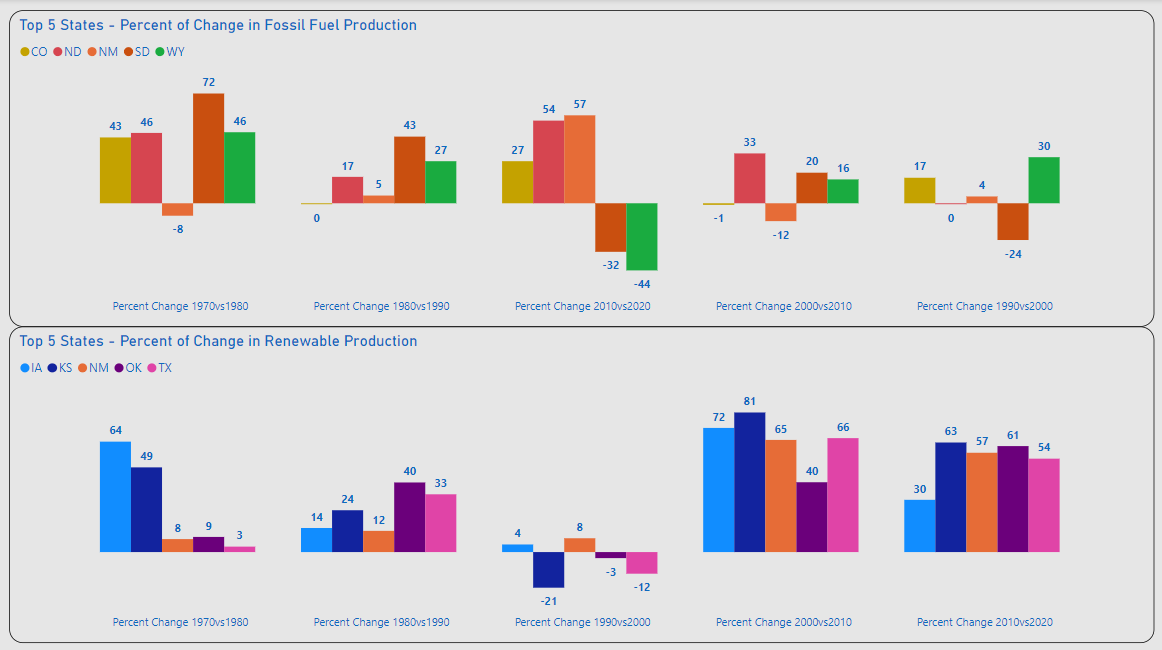 Top 5 States - Percent of Change in Fossil Fuel Production
CO ND NM SD WY
43 46 -8 72 46
0 17 5 43 27
27 54 57 -32 -44
-1 33 -12 20 16
17 0 4 -24 30
Percent Change 1970vs1980 Percent Change 1980vs1990 Percent Change 2010vs2020 Percent Change 2000vs2010 Percent Change 1990vs2000
Top 5 States - Percent of Change in Renewable Production
IA KS NM OK TX
64 49 8 9 3
14 24 12 40 33
4 -21 8 -3 -12
72 81 65 40 66
30 63 57 61 54
Percent Change 1970vs1980 Percent Change 1980vs1990 Percent Change 1990vs2000 Percent Change 2000vs2010 Percent Change 2010vs2020